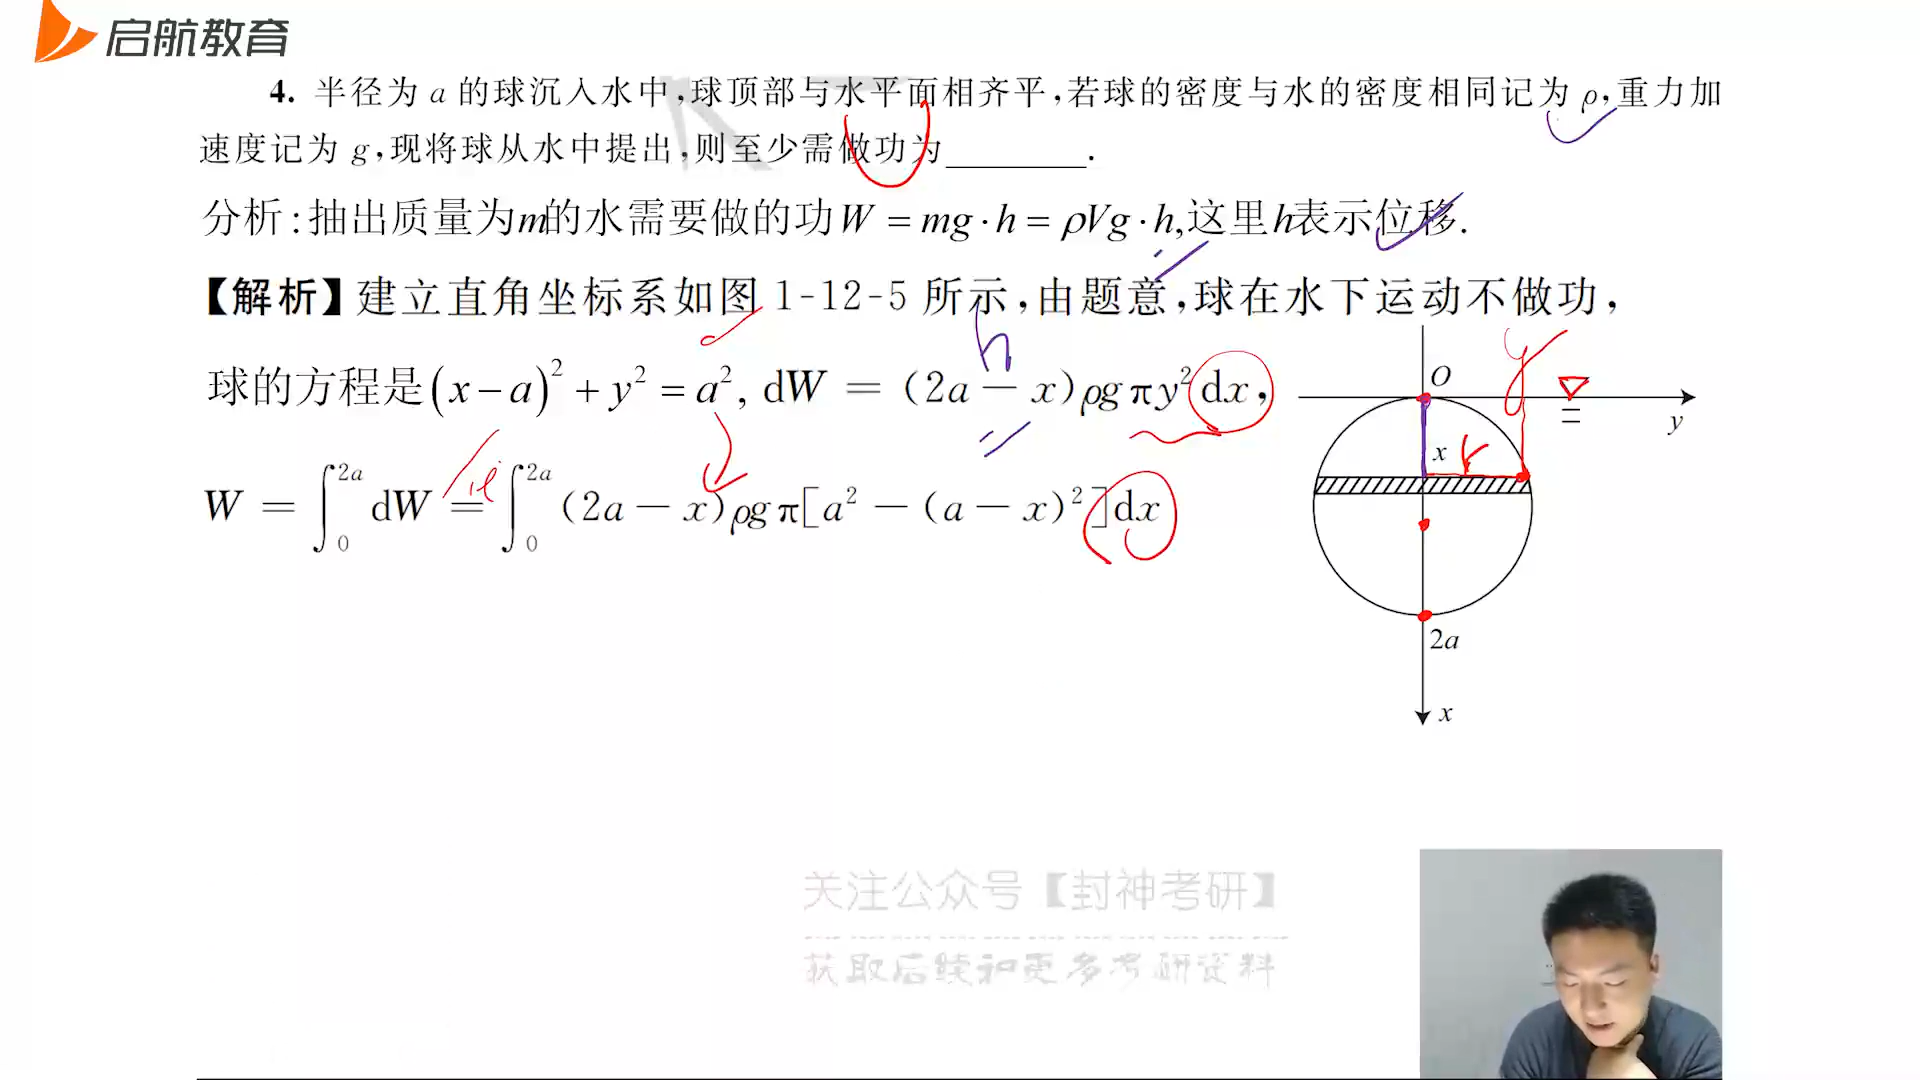 启航教育
4. 半径为 a 的球沉入水中,球顶部与水平面相齐平,若球的密度与水的密度相同记为 ρ,重力加
速度记为 g,现将球从水中提出,则至少需做功为________.
分析:抽出质量为m的水需要做的功W = mg·h = ρVg·h,这里h表示位移.
【解析】建立直角坐标系如图 1-12-5 所示,由题意,球在水下运动不做功,
h
球的方程是(x-a)² + y² = a², dW = (2a - x)ρgπy²dx,
W = ∫₀²ᵃ dW = ∫₀²ᵃ (2a - x)ρgπ[a² - (a - x)²]dx
O
y
y
x
r
2a
x
关注公众号【封神考研】
获取后续和更多考研资料